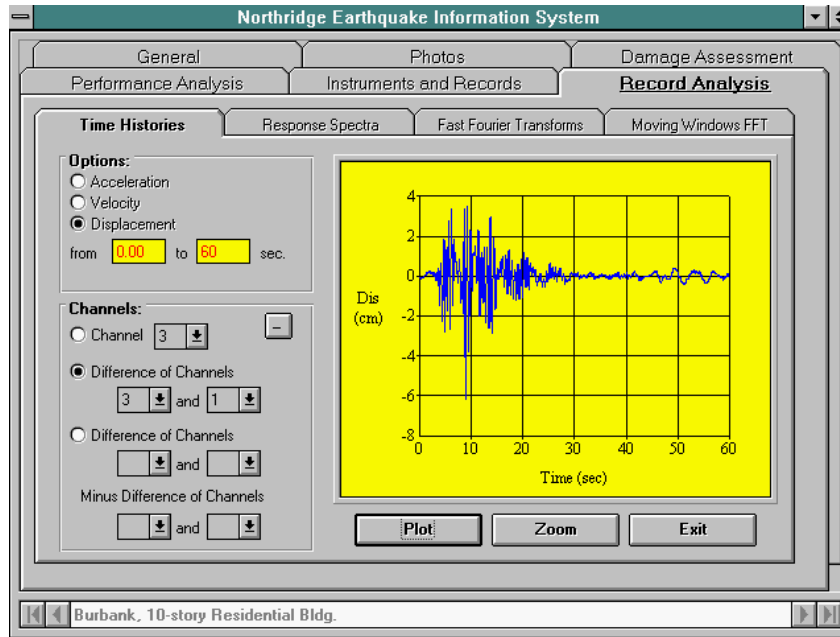 Northridge Earthquake Information System
General Photos Damage Assessment
Performance Analysis Instruments and Records Record Analysis
Time Histories Response Spectra Fast Fourier Transforms Moving Windows FFT
Options:
Acceleration
Velocity
Displacement
from 0.00 to 60 sec.
Channels:
Channel 3
Difference of Channels
3 and 1
Difference of Channels
and
Minus Difference of Channels
and
4
2
0
-2
-4
-6
-8
Dis
(cm)
0 10 20 30 40 50 60
Time (sec)
Plot Zoom Exit
Burbank, 10-story Residential Bldg.